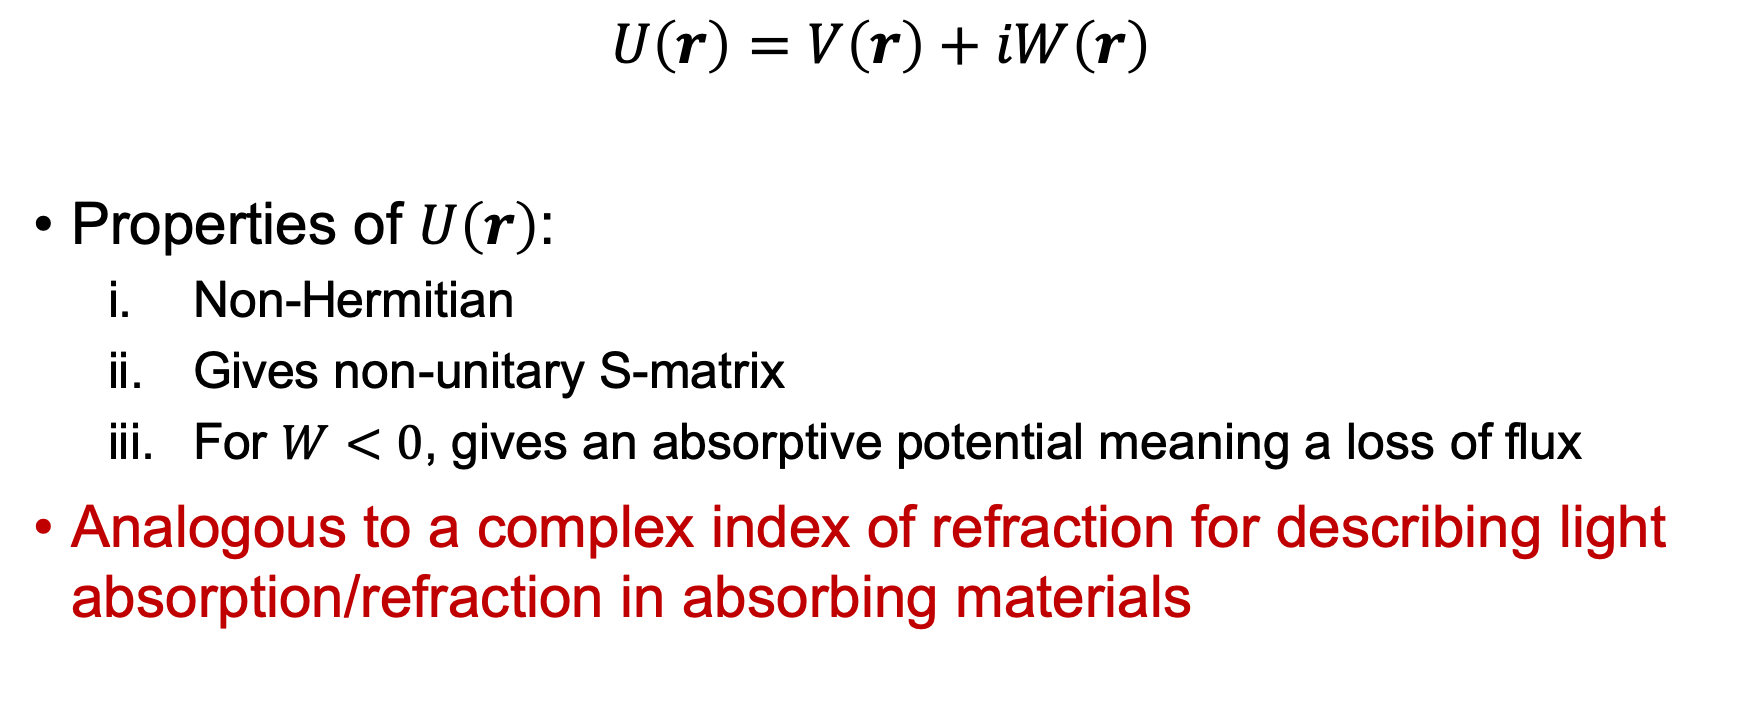 U(r) = V(r) + iW(r)
• Properties of U(r):
i. Non-Hermitian
ii. Gives non-unitary S-matrix
iii. For W < 0, gives an absorptive potential meaning a loss of flux
• Analogous to a complex index of refraction for describing light
absorption/refraction in absorbing materials